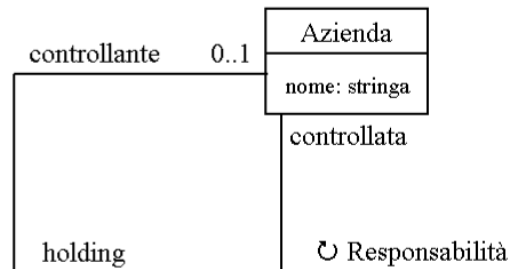 Azienda
controllante 0..1
nome: stringa
controllata
holding ↻ Responsabilità